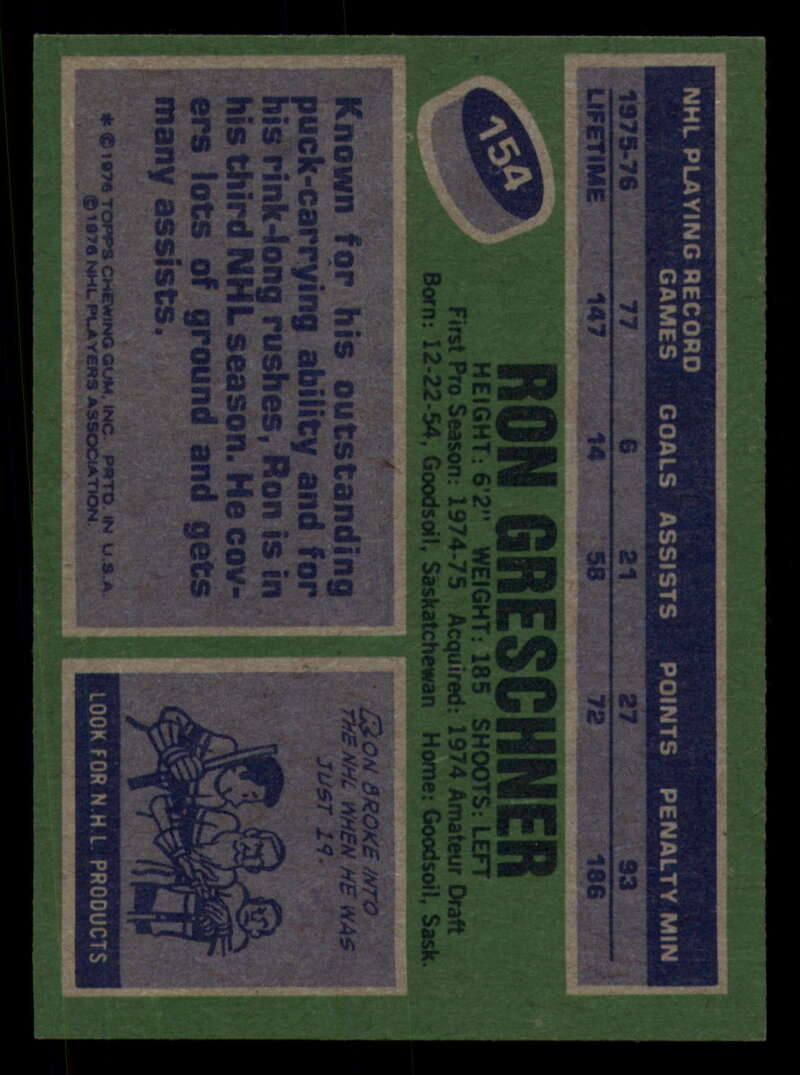 NHL PLAYING RECORD
GAMES GOALS ASSISTS POINTS PENALTY MIN
1975-76 77 6 21 27 93
LIFETIME 147 14 58 72 186
154
RON GRESCHNER
HEIGHT: 6'2" WEIGHT: 185 SHOOTS: LEFT
First Pro Season: 1974-75 Acquired: 1974 Amateur Draft
Born: 12-22-54, Goodsoil, Saskatchewan Home: Goodsoil, Sask.
Known for his outstanding
puck-carrying ability and for
his rink-long rushes, Ron is in
his third NHL season. He cov-
ers lots of ground and gets
many assists.
* © 1976 TOPPS CHEWING GUM, INC. PRTD. IN U.S.A.
© 1976 NHL PLAYERS ASSOCIATION.
RON BROKE INTO
THE NHL WHEN HE WAS
JUST 19.
LOOK FOR N.H.L. PRODUCTS